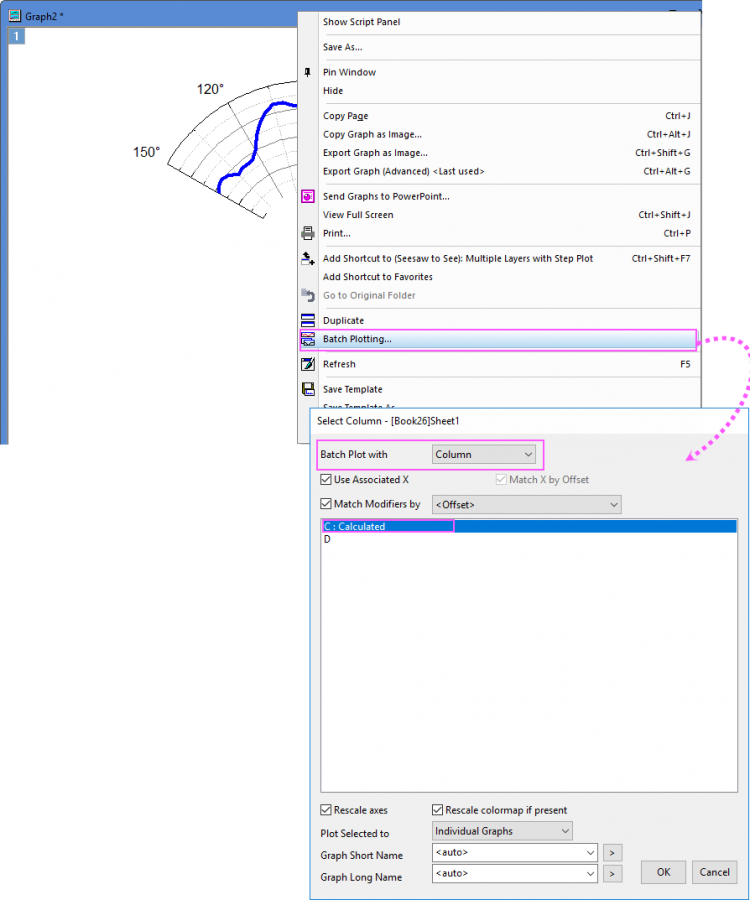 Graph2 *
1
120°
150°
Show Script Panel
Save As...
Pin Window
Hide
Copy Page Ctrl+J
Copy Graph as Image... Ctrl+Alt+J
Export Graph as Image... Ctrl+Shift+G
Export Graph (Advanced) <Last used> Ctrl+Alt+G
Send Graphs to PowerPoint...
View Full Screen Ctrl+Shift+J
Print... Ctrl+P
Add Shortcut to (Seesaw to See): Multiple Layers with Step Plot Ctrl+Shift+F7
Add Shortcut to Favorites
Go to Original Folder
Duplicate
Batch Plotting...
Refresh F5
Save Template
Save Template As
Select Column - [Book26]Sheet1
Batch Plot with Column
Use Associated X Match X by Offset
Match Modifiers by <Offset>
C : Calculated
D
Rescale axes Rescale colormap if present
Plot Selected to Individual Graphs
Graph Short Name <auto> >
Graph Long Name <auto> >
OK Cancel